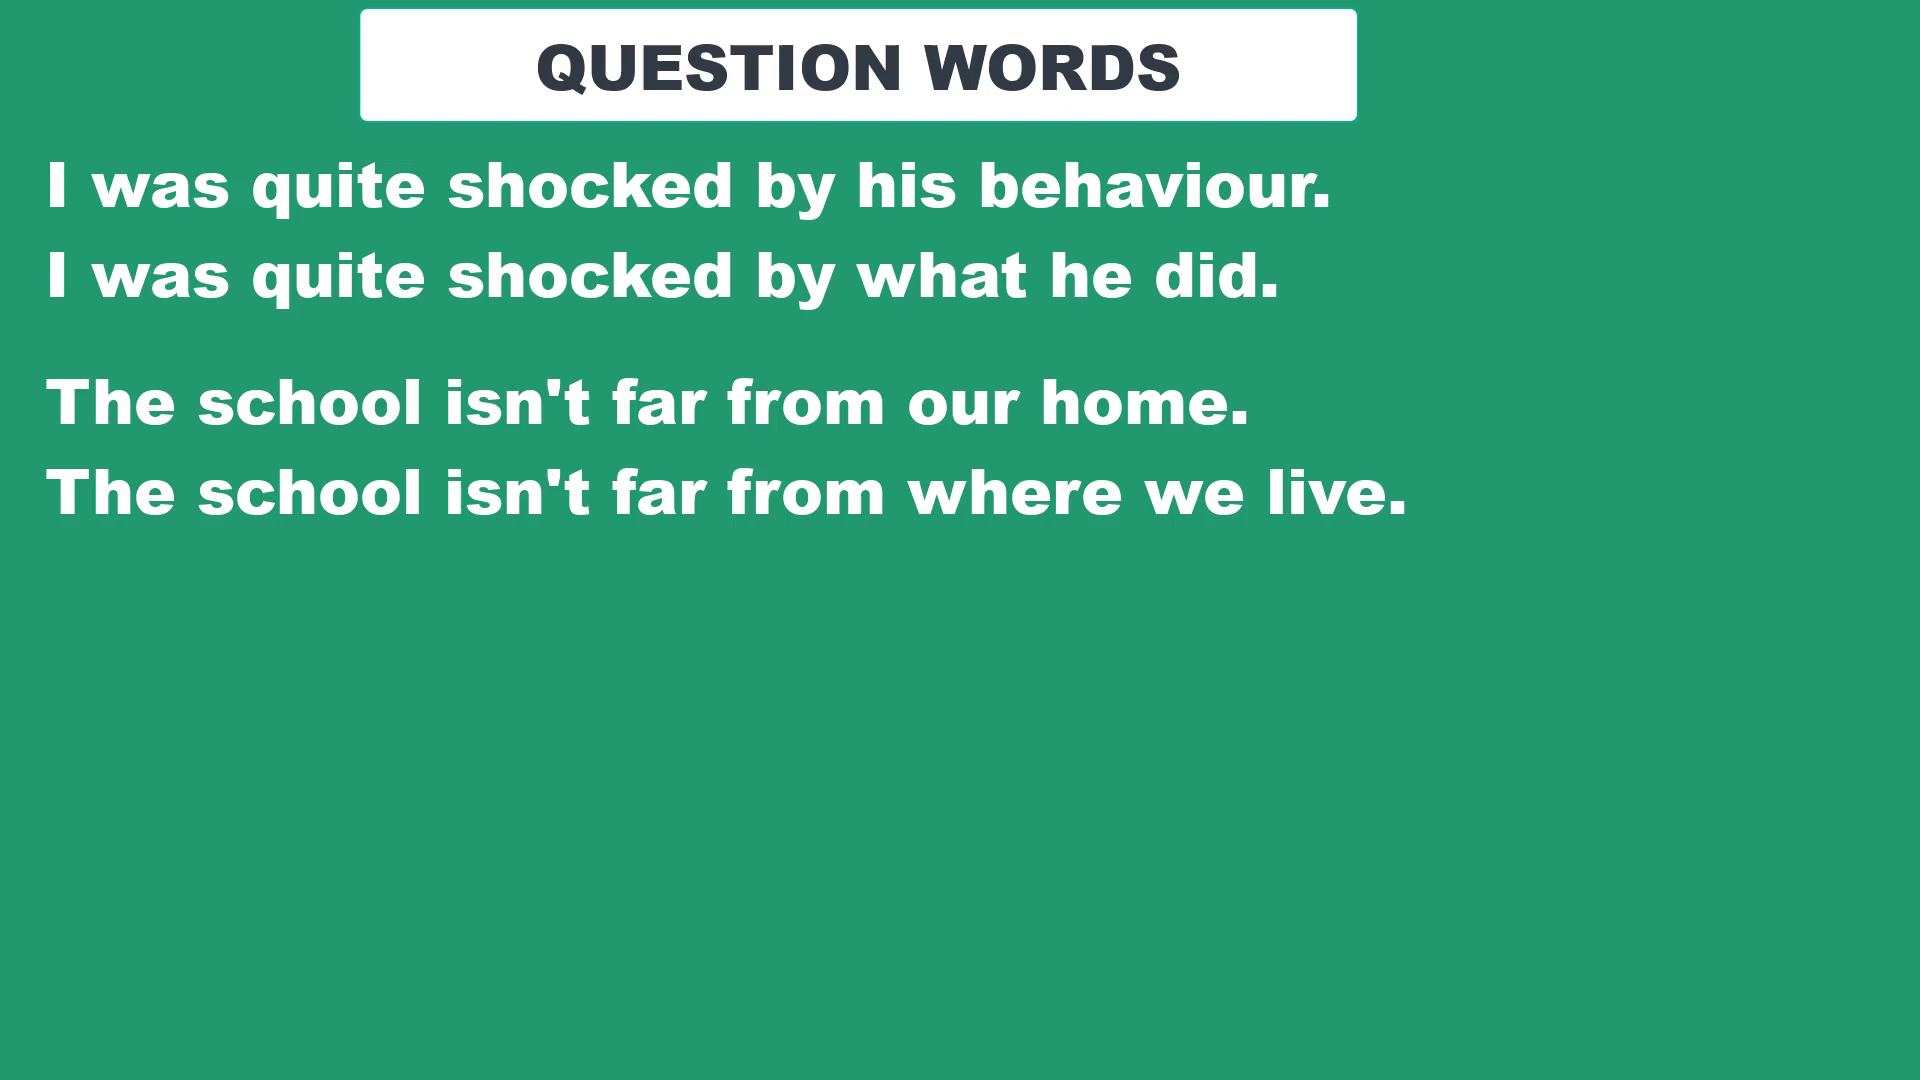 QUESTION WORDS
I was quite shocked by his behaviour.
I was quite shocked by what he did.
The school isn't far from our home.
The school isn't far from where we live.